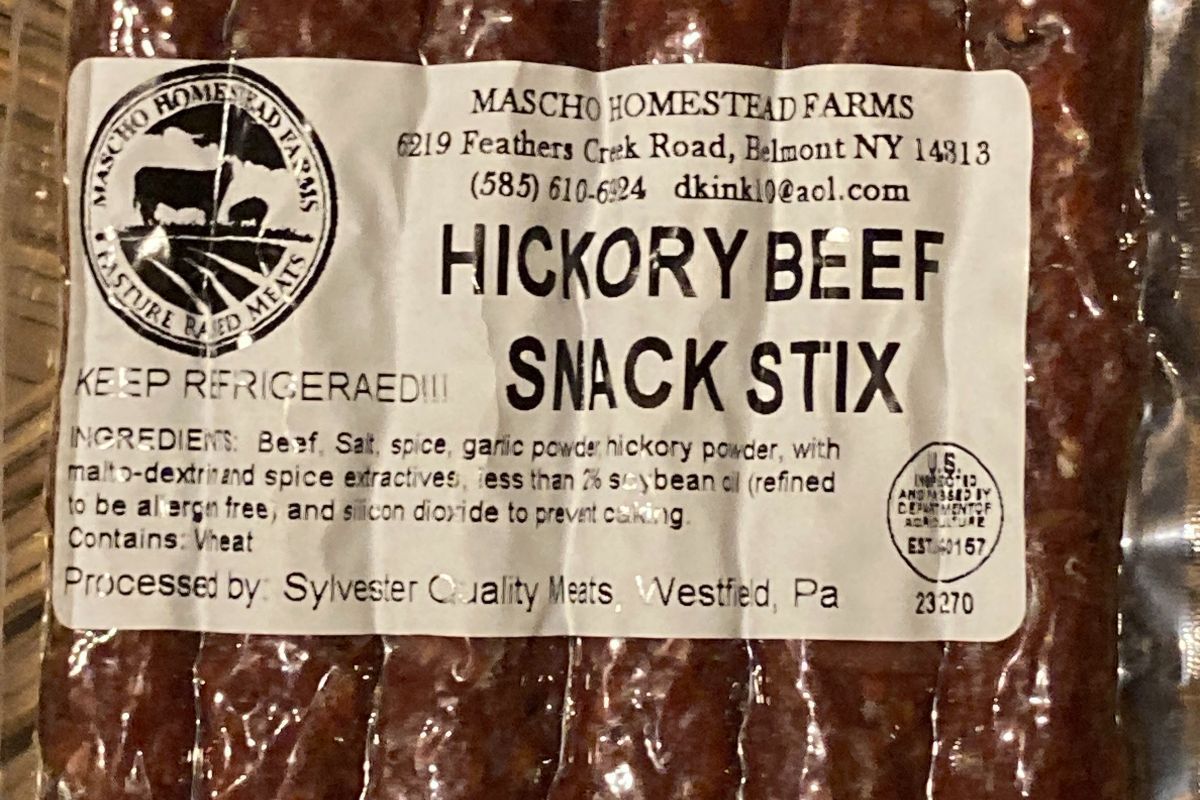 MASCHO HOMESTEAD FARMS
PASTURE RAISED MEATS
MASCHO HOMESTEAD FARMS
6219 Feathers Creek Road, Belmont NY 14813
(585) dkink10@aol.com
HICKORY BEEF
SNACK STIX
KEEP REFRIGERAED!!!
INGREDIENTS: Beef, Salt, spice, garlic powder hickory powder, with
malto-dextrin and spice extractives, less than 2% soybean oil (refined
to be allergen free, and silicon dioxide to prevent caking.
Contains: Wheat
Processed by: Sylvester Quality Meats, Westfield, Pa
U.S.
INSPECTED
AND PASSED BY
DEPARTMENT OF
AGRICULTURE
EST.
23270